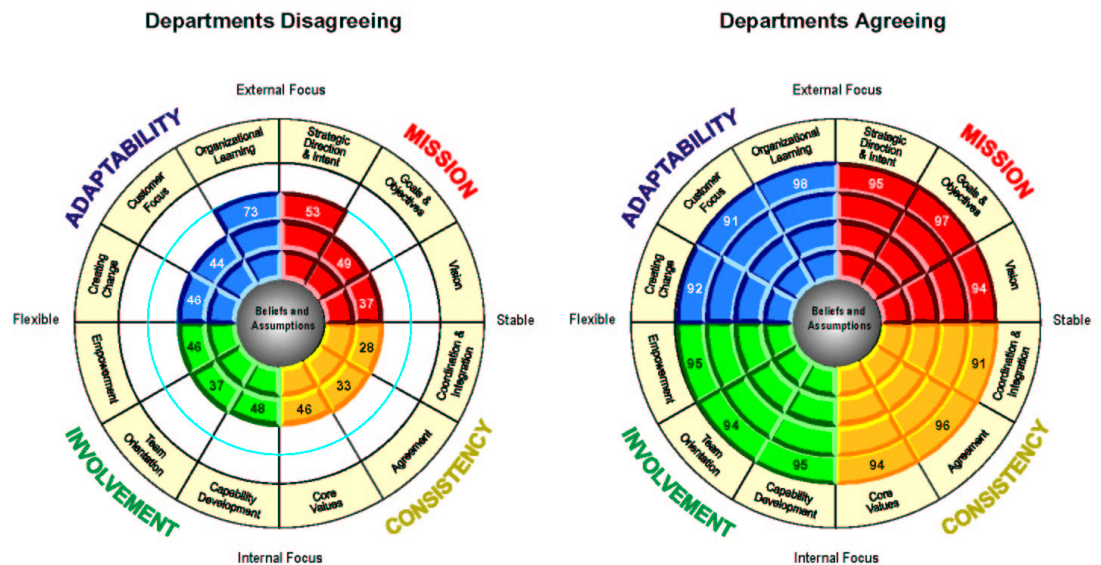 Departments Disagreeing
External Focus
ADAPTABILITY
MISSION
Organizational
Learning
Strategic
Direction
& Intent
Customer
Focus
Goals &
Objectives
Creating
Change
Vision
73
53
44
49
46
37
Beliefs and
Assumptions
Flexible
Stable
46
28
37
33
48
46
Empowerment
Coordination &
Integration
Team
Orientation
Agreement
Capability
Development
Core
Values
INVOLVEMENT
CONSISTENCY
Internal Focus
Departments Agreeing
External Focus
ADAPTABILITY
MISSION
Organizational
Learning
Strategic
Direction
& Intent
Customer
Focus
Goals &
Objectives
Creating
Change
Vision
98
95
91
97
92
94
Beliefs and
Assumptions
Flexible
Stable
95
91
94
96
95
94
Empowerment
Coordination &
Integration
Team
Orientation
Agreement
Capability
Development
Core
Values
INVOLVEMENT
CONSISTENCY
Internal Focus